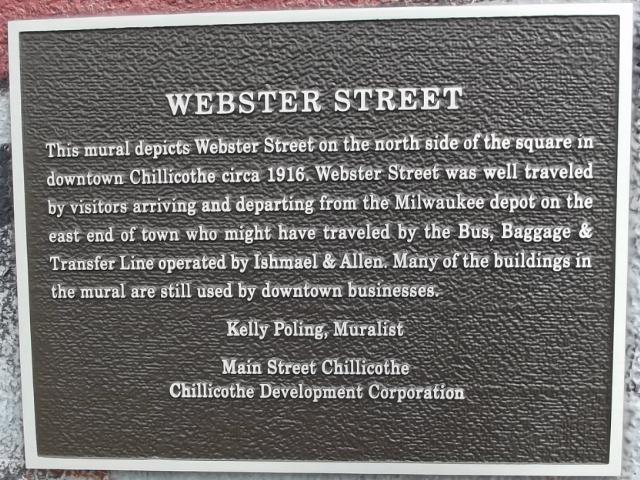 WEBSTER STREET
This mural depicts Webster Street on the north side of the square in
downtown Chillicothe circa 1916. Webster Street was well traveled
by visitors arriving and departing from the Milwaukee depot on the
east end of town who might have traveled by the Bus, Baggage &
Transfer Line operated by Ishmael & Allen. Many of the buildings in
the mural are still used by downtown businesses.
Kelly Poling, Muralist
Main Street Chillicothe
Chillicothe Development Corporation